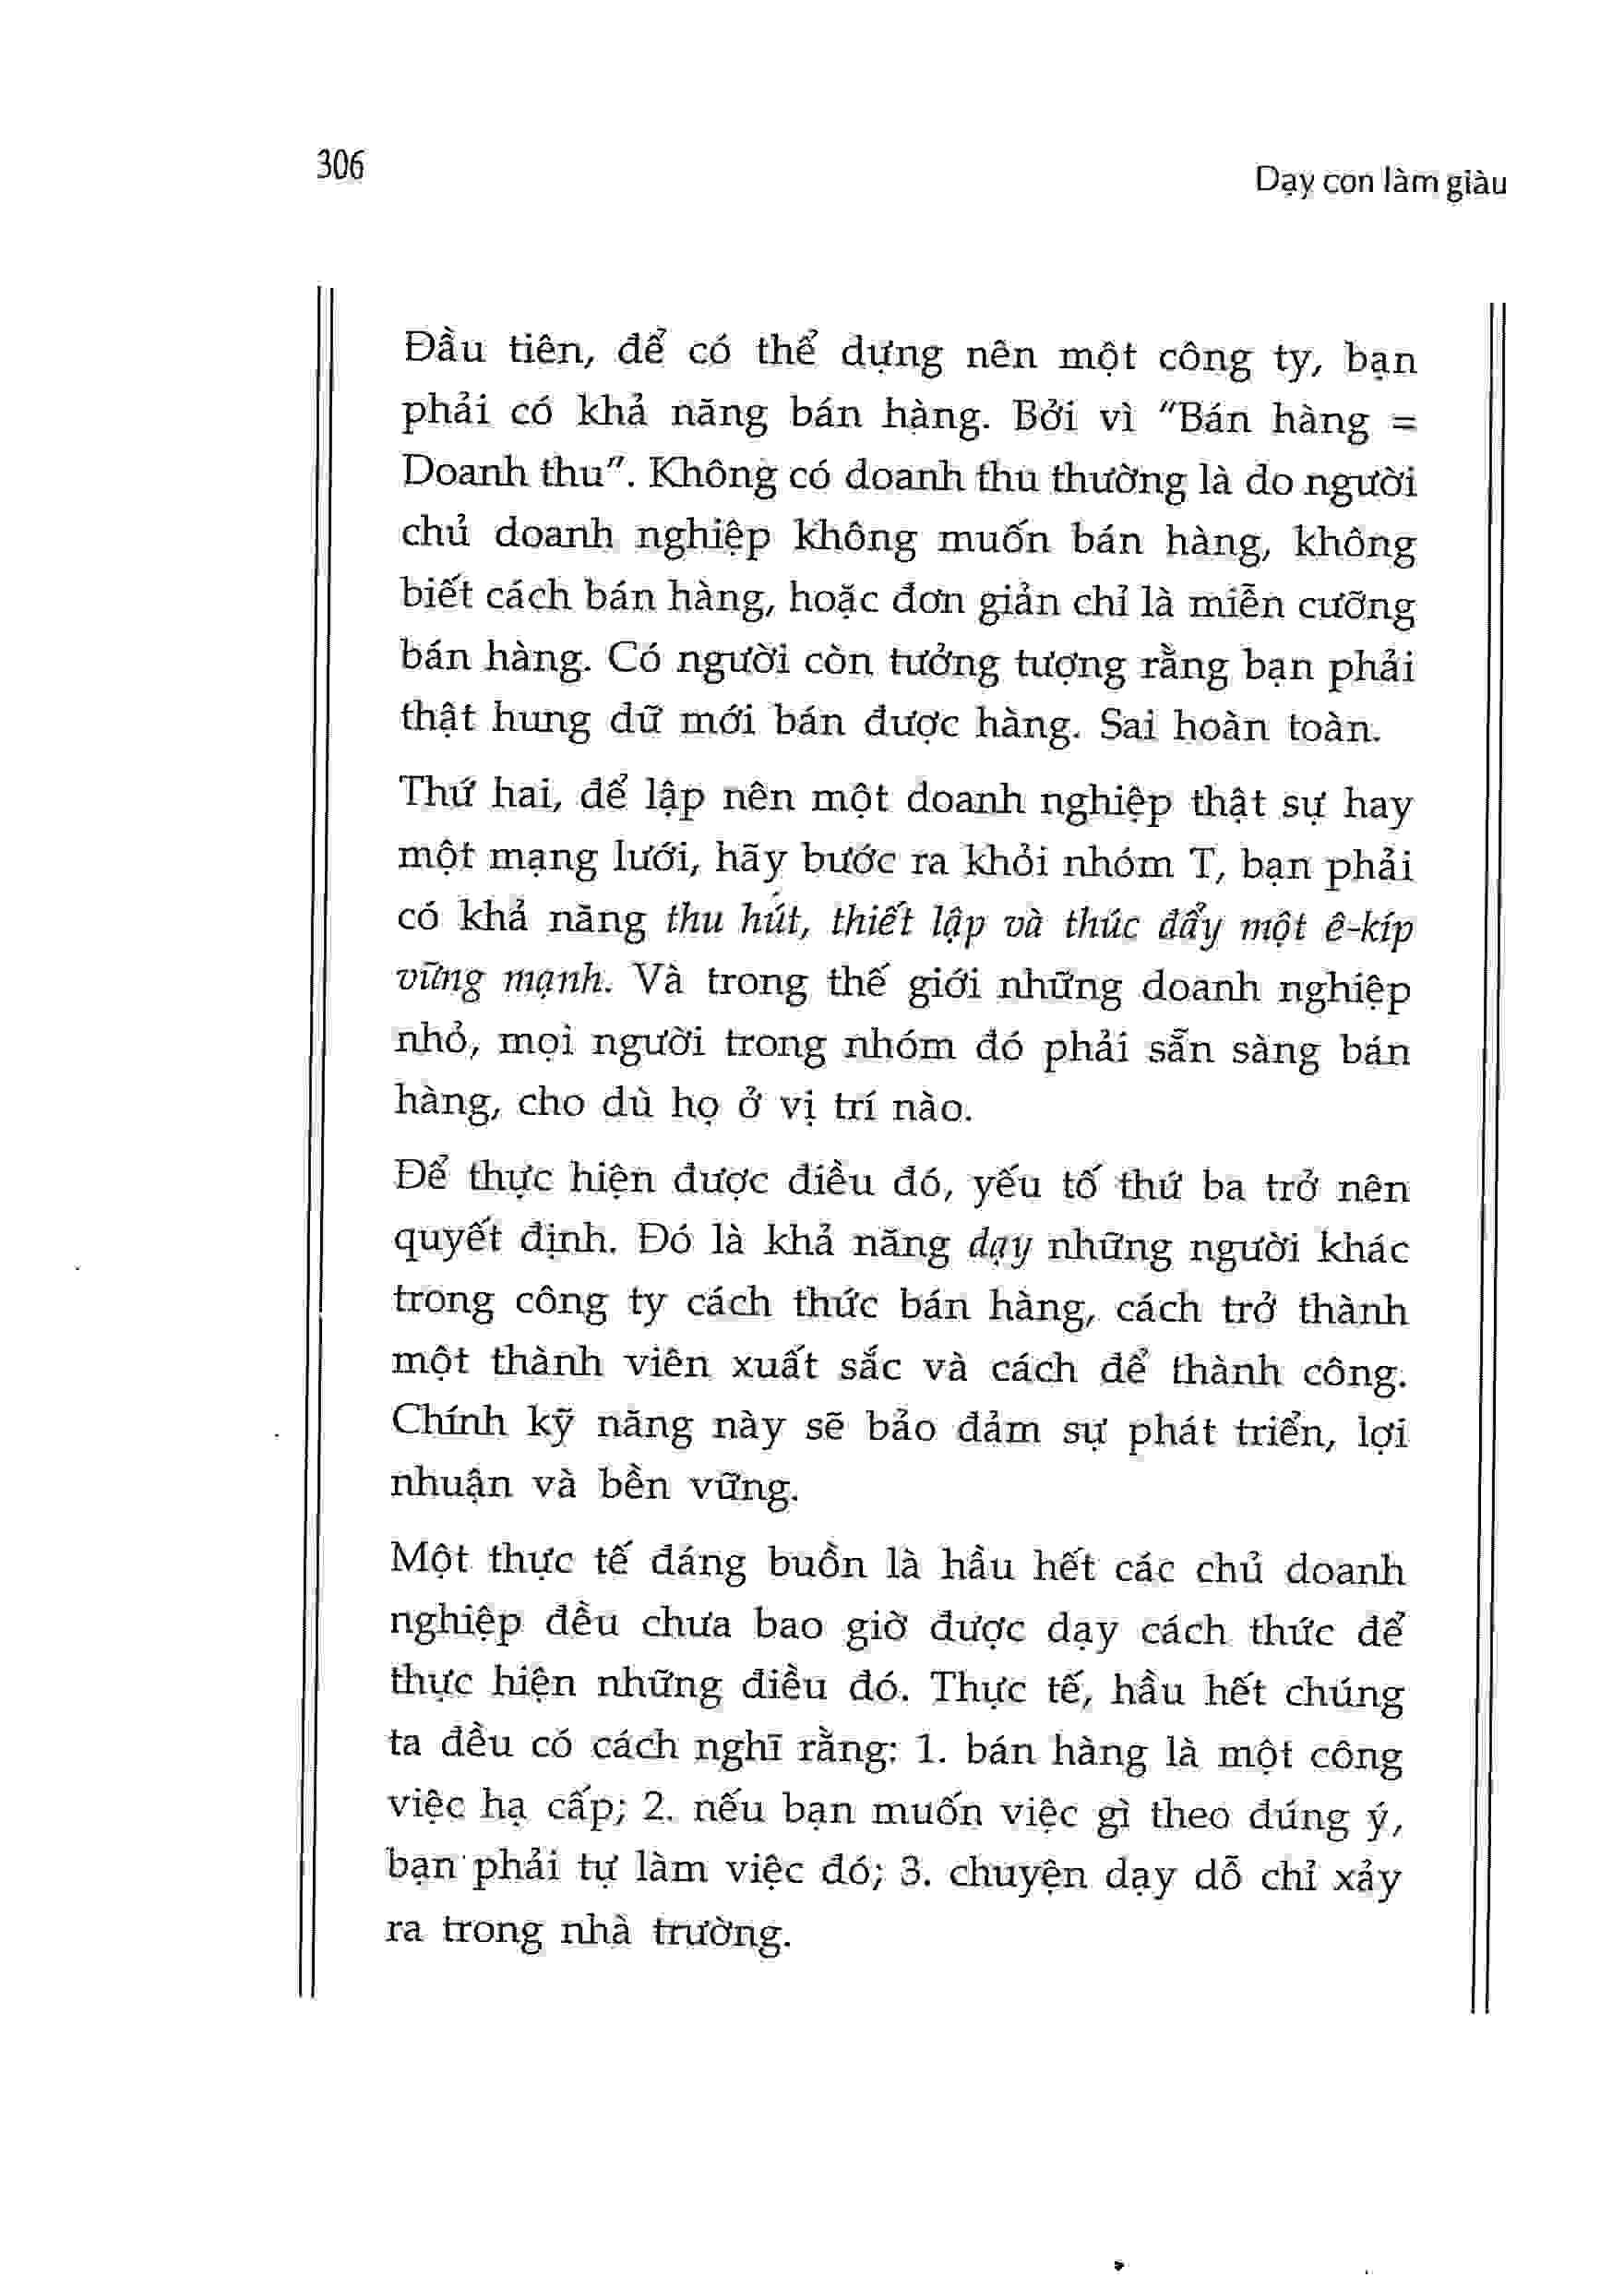 306
Dạy con làm giàu
Đầu tiên, để có thể dựng nên một công ty, bạn
phải có khả năng bán hàng. Bởi vì "Bán hàng =
Doanh thu". Không có doanh thu thường là do người
chủ doanh nghiệp không muốn bán hàng, không
biết cách bán hàng, hoặc đơn giản chỉ là miễn cưỡng
bán hàng. Có người còn tưởng tượng rằng bạn phải
thật hung dữ mới bán được hàng. Sai hoàn toàn.
Thứ hai, để lập nên một doanh nghiệp thật sự hay
một mạng lưới, hãy bước ra khỏi nhóm T, bạn phải
có khả năng thu hút, thiết lập và thúc đẩy một ê-kíp
vững mạnh. Và trong thế giới những doanh nghiệp
nhỏ, mọi người trong nhóm đó phải sẵn sàng bán
hàng, cho dù họ ở vị trí nào.
Để thực hiện được điều đó, yếu tố thứ ba trở nên
quyết định. Đó là khả năng dạy những người khác
trong công ty cách thức bán hàng, cách trở thành
một thành viên xuất sắc và cách để thành công.
Chính kỹ năng này sẽ bảo đảm sự phát triển, lợi
nhuận và bền vững.
Một thực tế đáng buồn là hầu hết các chủ doanh
nghiệp đều chưa bao giờ được dạy cách thức để
thực hiện những điều đó. Thực tế, hầu hết chúng
ta đều có cách nghĩ rằng: 1. bán hàng là một công
việc hạ cấp; 2. nếu bạn muốn việc gì theo đúng ý,
bạn phải tự làm việc đó; 3. chuyện dạy dỗ chỉ xảy
ra trong nhà trường.